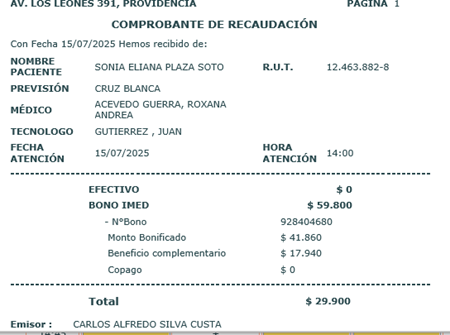 AV. LOS LEONES 391, PROVIDENCIA PAGINA 1
COMPROBANTE DE RECAUDACIÓN
Con Fecha 15/07/2025 Hemos recibido de:
NOMBRE PACIENTE SONIA ELIANA PLAZA SOTO R.U.T. 12.463.882-8
PREVISIÓN CRUZ BLANCA
MÉDICO ACEVEDO GUERRA, ROXANA ANDREA
TECNOLOGO GUTIERREZ , JUAN
FECHA ATENCIÓN 15/07/2025 HORA ATENCIÓN 14:00
EFECTIVO $ 0
BONO IMED $ 59.800
- N°Bono 928404680
Monto Bonificado $ 41.860
Beneficio complementario $ 17.940
Copago $ 0
Total $ 29.900
Emisor : CARLOS ALFREDO SILVA CUSTA